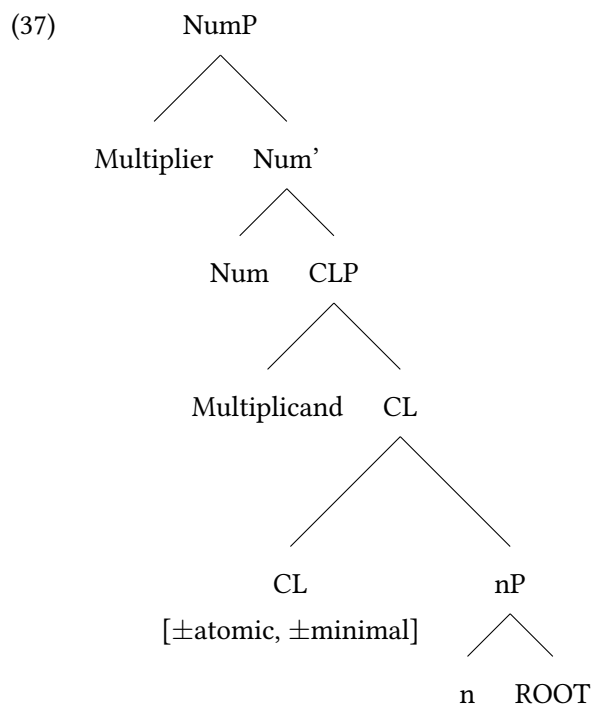 (37) NumP
Multiplier Num’
Num CLP
Multiplicand CL
CL nP
[±atomic, ±minimal]
n ROOT